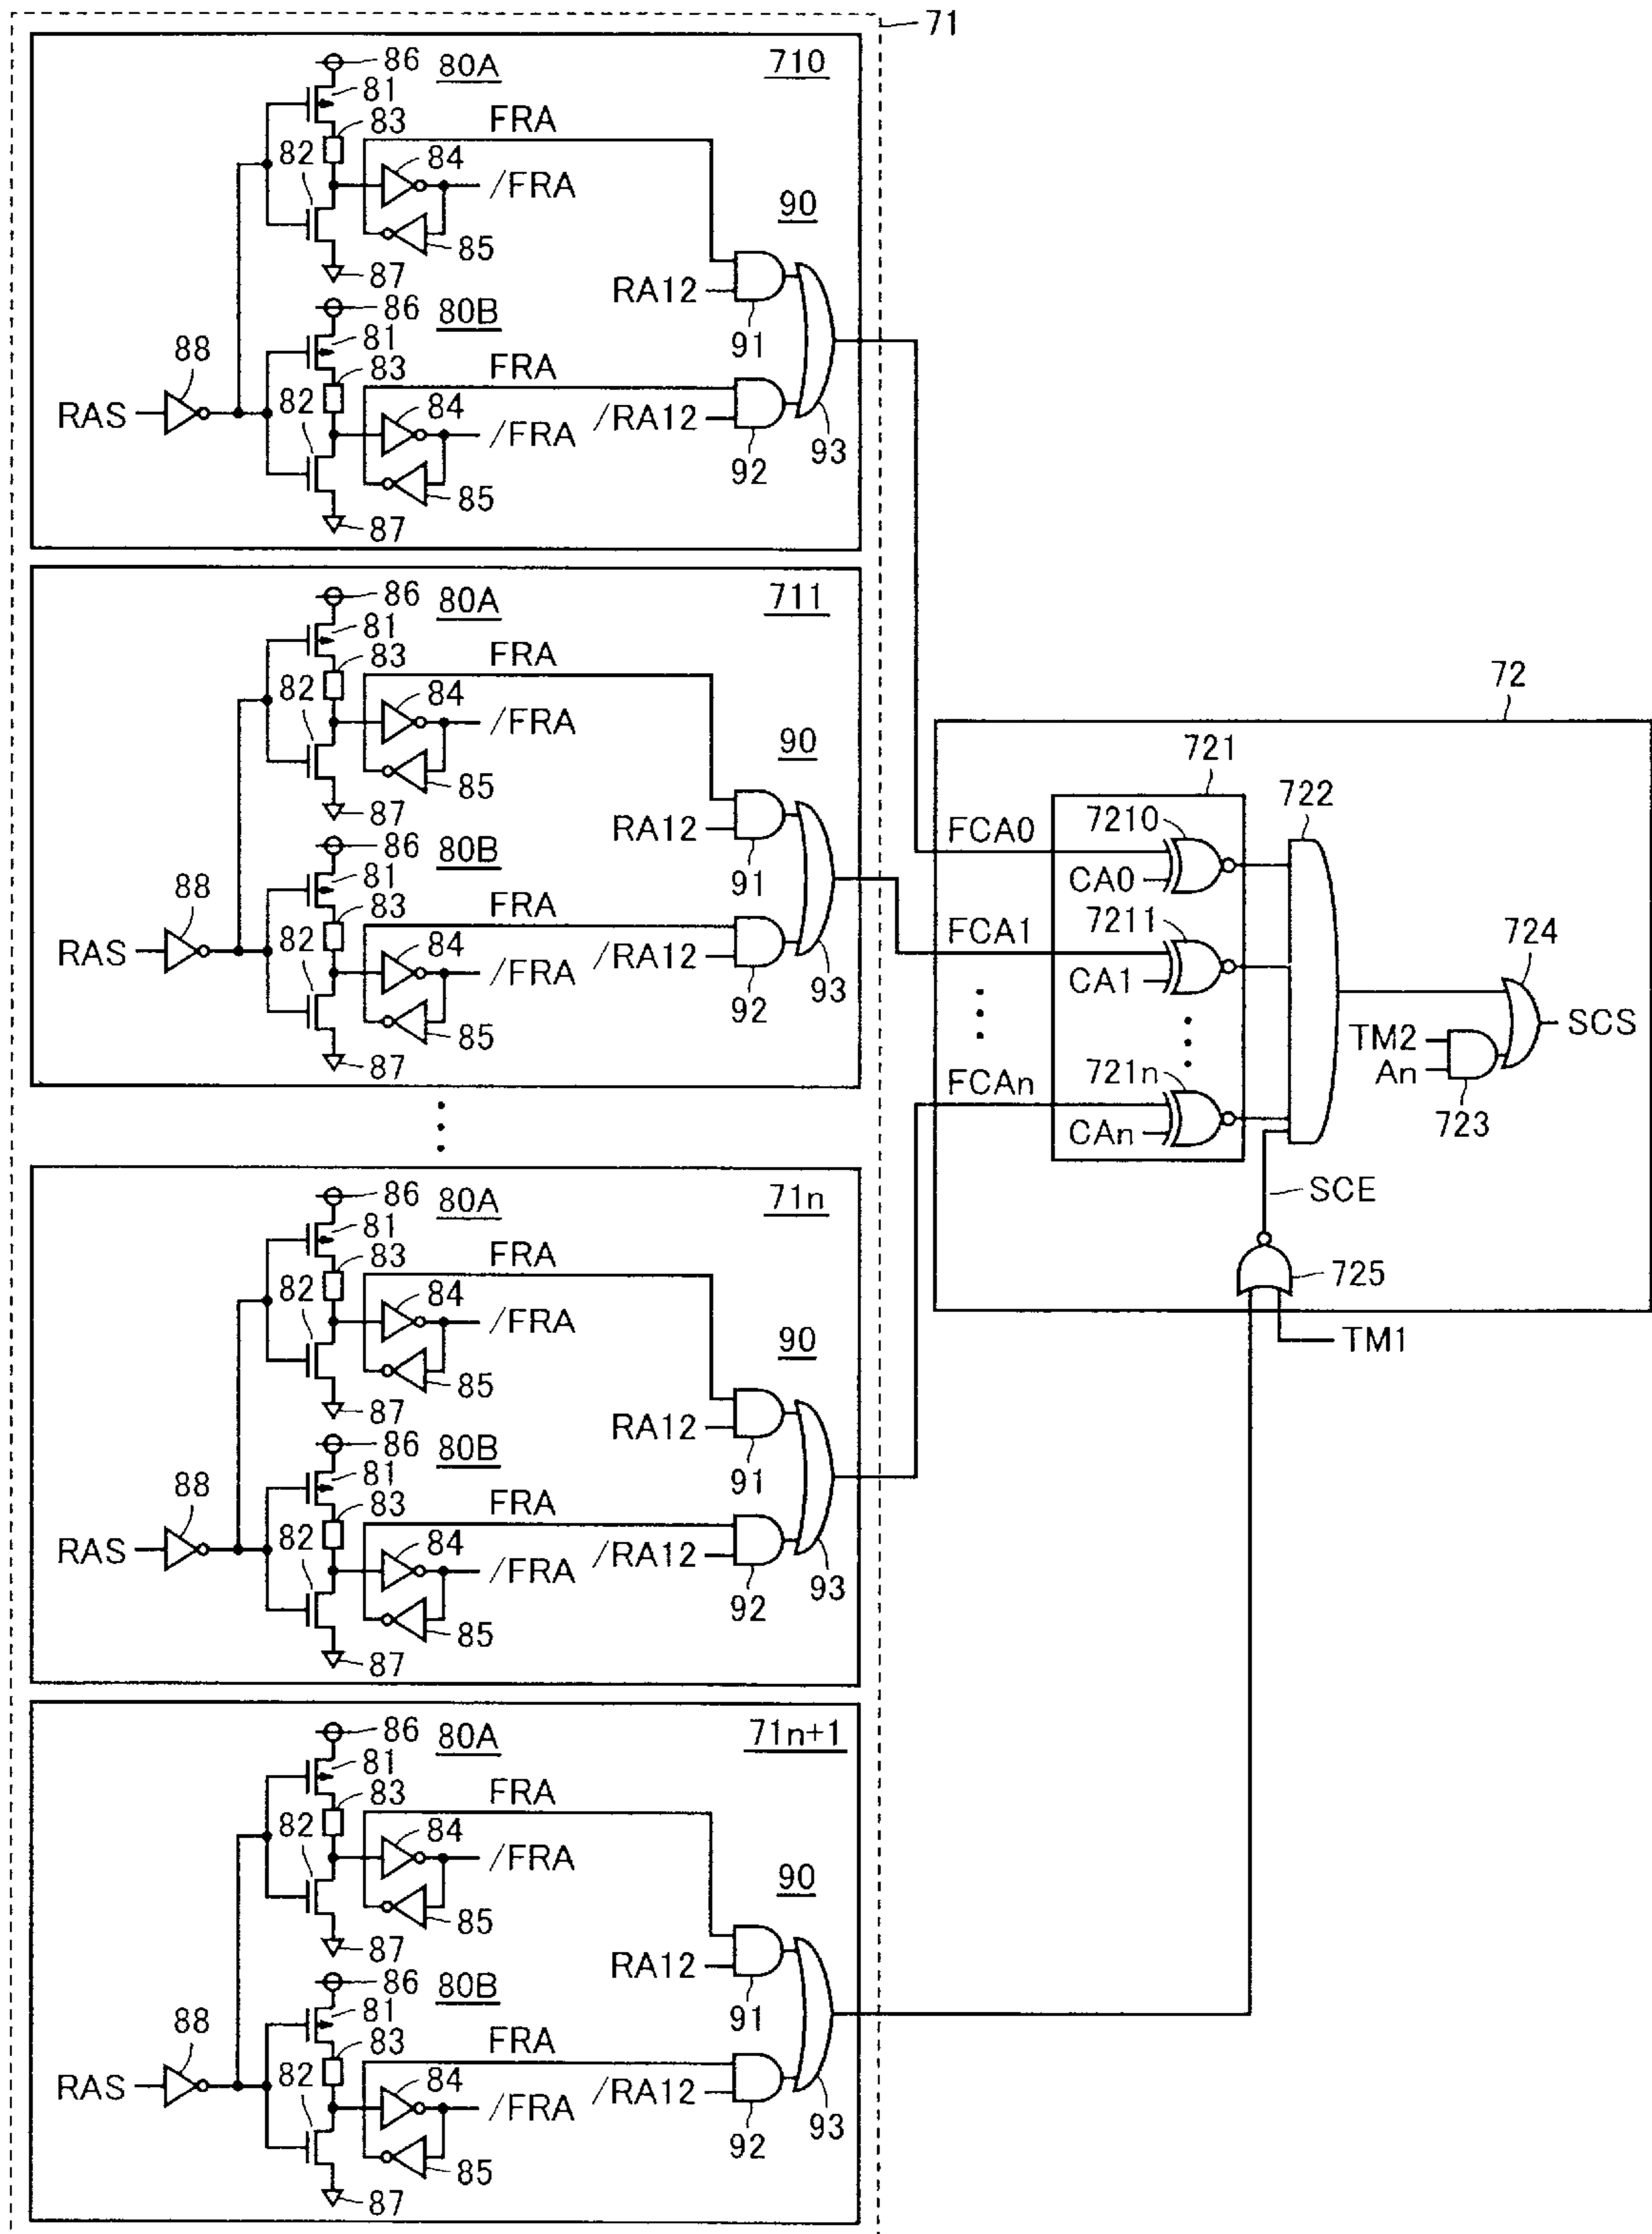 71
86 80A 710
81
83 FRA
82 84
/FRA 90
85
87 RA12
86 80B 91
88 81
83 FRA
RAS 82 84 /RA12
/FRA 92 93
85
87
86 80A 711
81
83 FRA
82 84
/FRA 90
85
87 RA12
86 80B 91
88 81
83 FRA
RAS 82 84 /RA12
/FRA 92 93
85
87
72
721 722
FCA0 7210
CA0
FCA1 7211 724
CA1 SCS
TM2
An
FCAn 721n 723
CAn
SCE
725
TM1
86 80A 71n
81
83 FRA
82 84
/FRA 90
85
87 RA12
86 80B 91
88 81
83 FRA
RAS 82 84 /RA12
/FRA 92 93
85
87
86 80A 71n+1
81
83 FRA
82 84
/FRA 90
85
87 RA12
86 80B 91
88 81
83 FRA
RAS 82 84 /RA12
/FRA 92 93
85
87